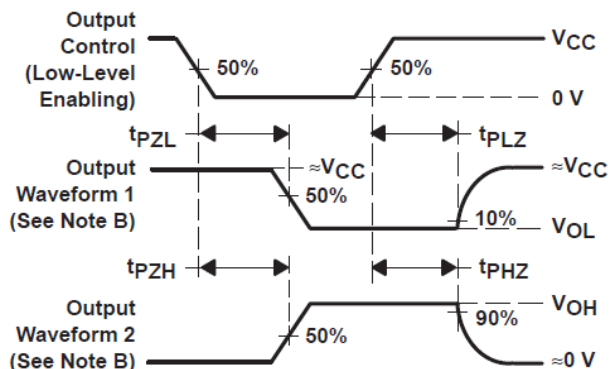 Output
Control
(Low-Level
Enabling)
50%
50%
VCC
0 V
tPZL
tPLZ
Output
Waveform 1
(See Note B)
≈VCC
50%
≈VCC
10%
VOL
tPZH
tPHZ
Output
Waveform 2
(See Note B)
50%
VOH
90%
≈0 V